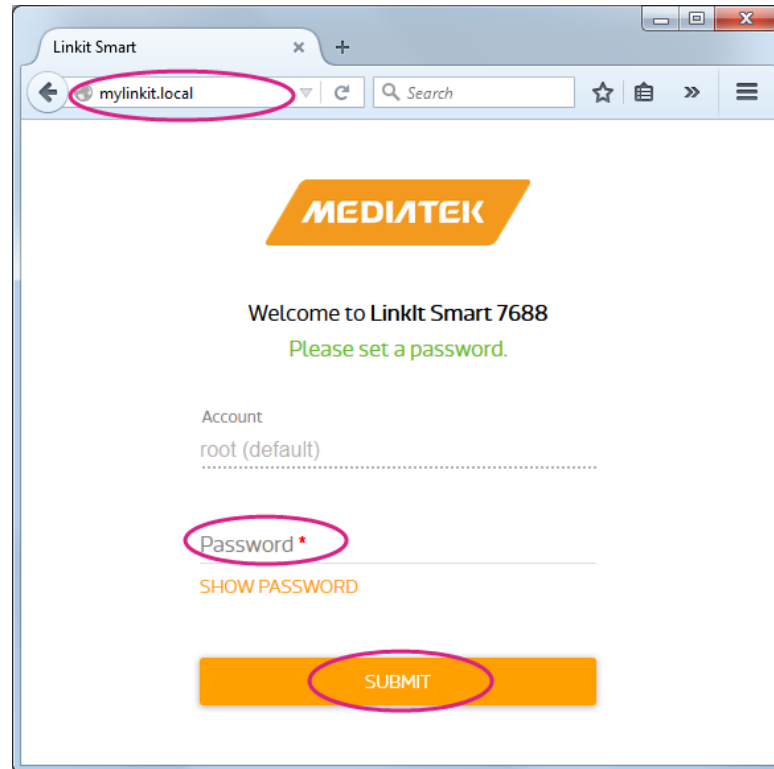 Linkit Smart
mylinkit.local
Search
MEDIATEK
Welcome to LinkIt Smart 7688
Please set a password.
Account
root (default)
Password *
SHOW PASSWORD
SUBMIT